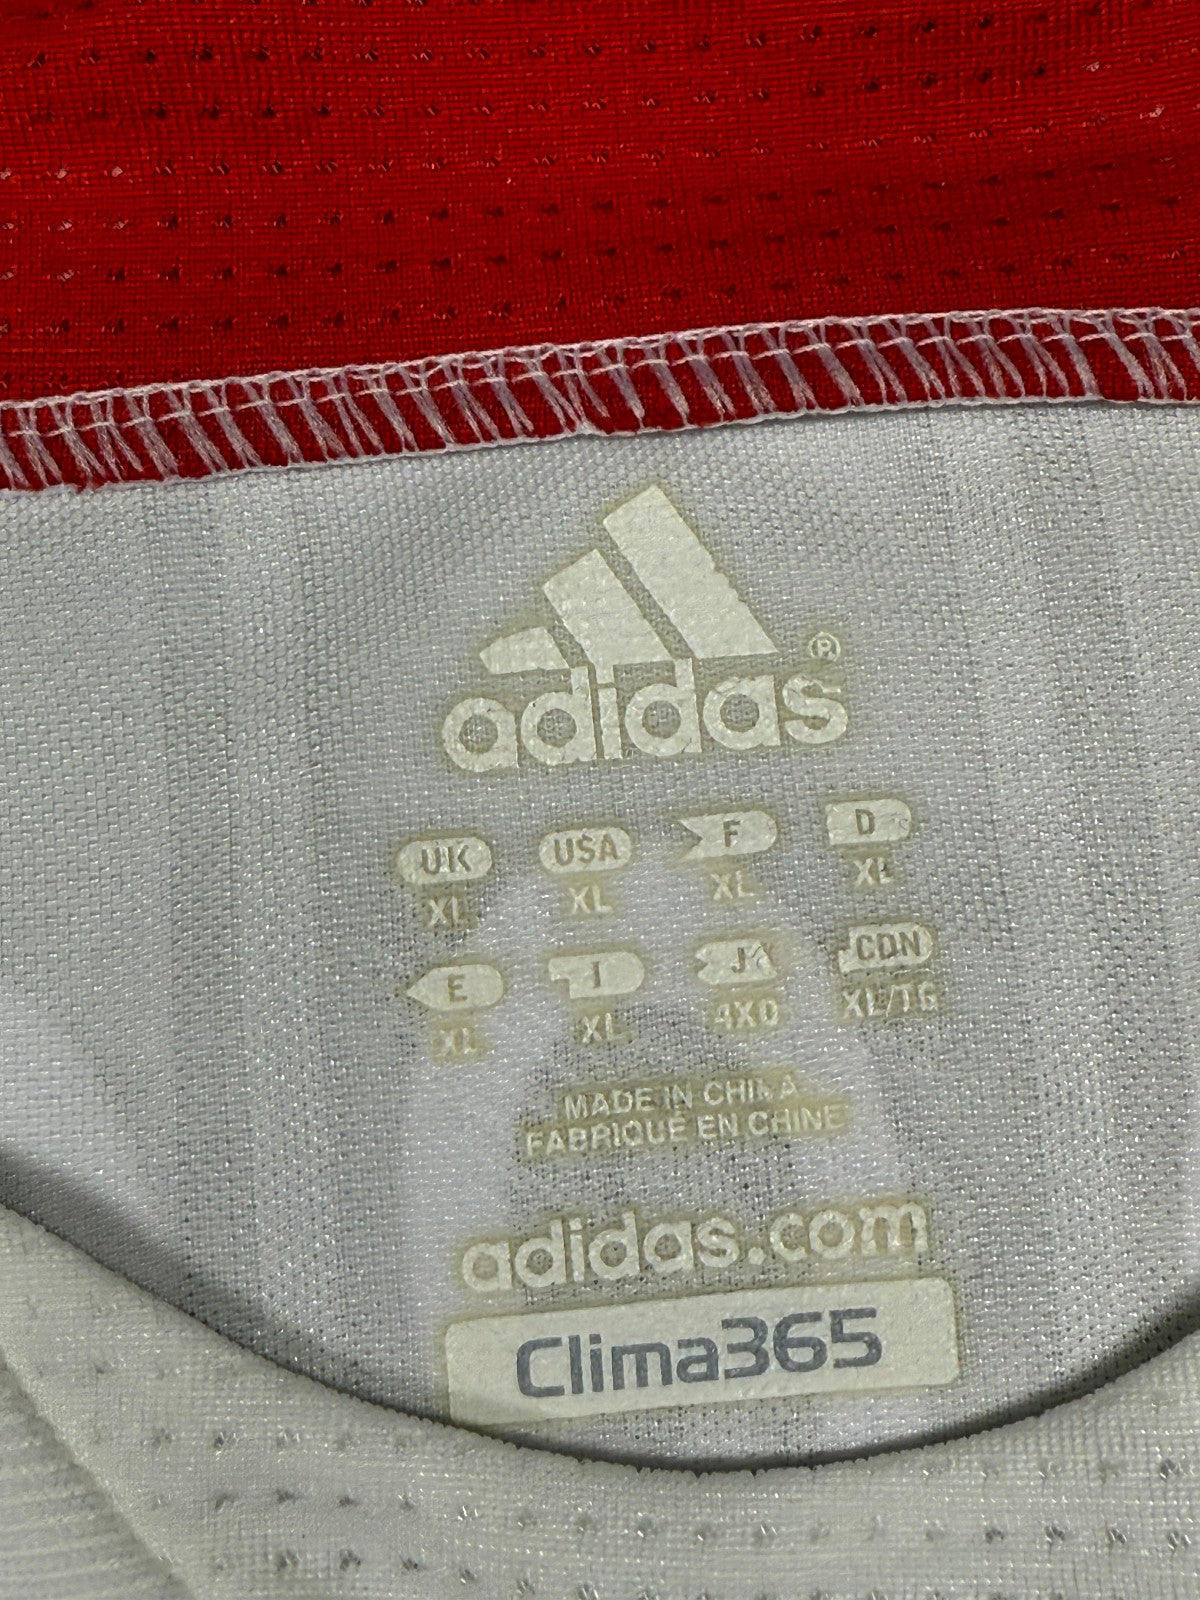 adidas®
UK USA F D
XL XL XL XL
E I J/K CDN
XL XL 4XO XL/TG
MADE IN CHINA
FABRIQUÉ EN CHINE
adidas.com
Clima365